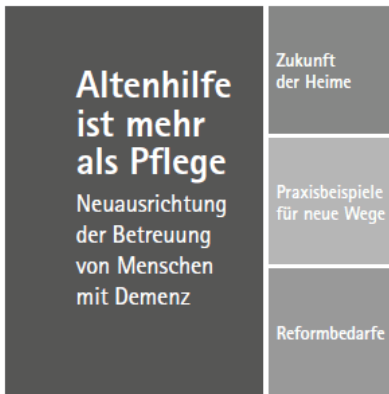 Altenhilfe
ist mehr
als Pflege
Neuausrichtung
der Betreuung
von Menschen
mit Demenz
Zukunft
der Heime
Praxisbeispiele
für neue Wege
Reformbedarfe